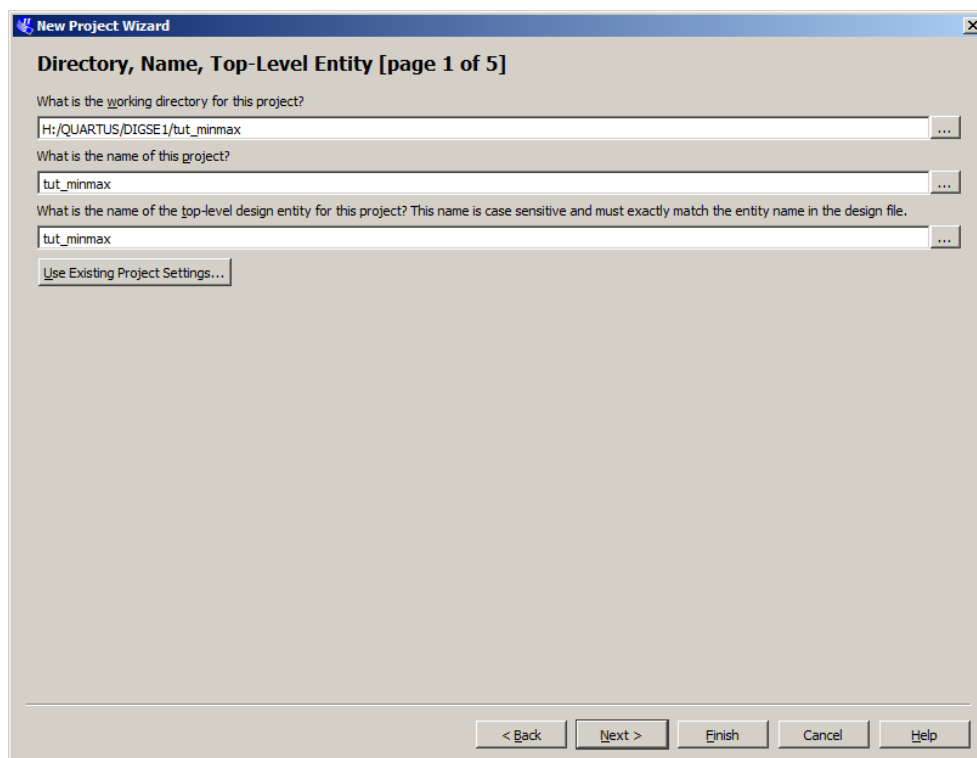 New Project Wizard
Directory, Name, Top-Level Entity [page 1 of 5]
What is the working directory for this project?
H:/QUARTUS/DIGSE1/tut_minmax
...
What is the name of this project?
tut_minmax
...
What is the name of the top-level design entity for this project? This name is case sensitive and must exactly match the entity name in the design file.
tut_minmax
...
Use Existing Project Settings...
< Back Next > Finish Cancel Help